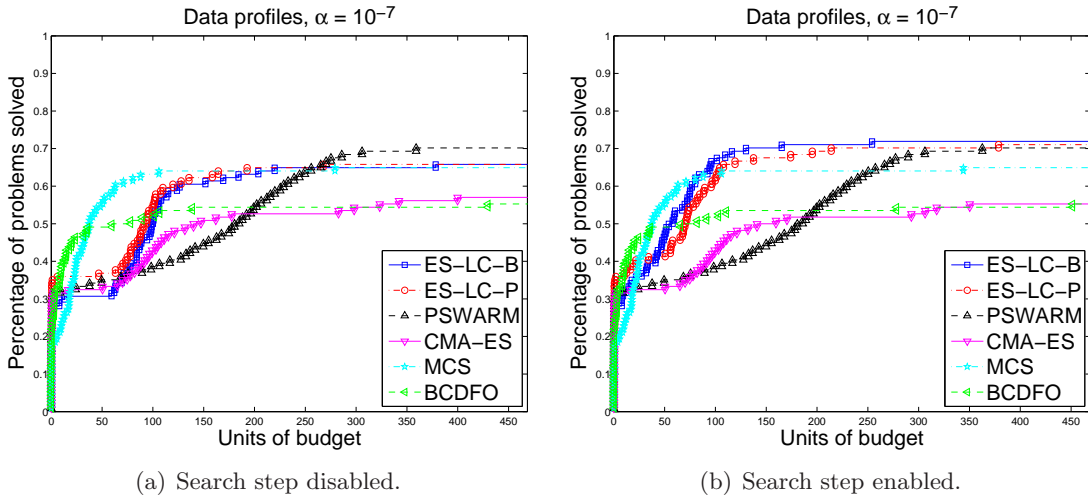 Data profiles, α = 10⁻⁷
Percentage of problems solved
1
0.9
0.8
0.7
0.6
0.5
0.4
0.3
0.2
0.1
0
0 50 100 150 200 250 300 350 400 450
Units of budget
ES−LC−B
ES−LC−P
PSWARM
CMA−ES
MCS
BCDFO
(a) Search step disabled.
Data profiles, α = 10⁻⁷
Percentage of problems solved
1
0.9
0.8
0.7
0.6
0.5
0.4
0.3
0.2
0.1
0
0 50 100 150 200 250 300 350 400 450
Units of budget
ES−LC−B
ES−LC−P
PSWARM
CMA−ES
MCS
BCDFO
(b) Search step enabled.